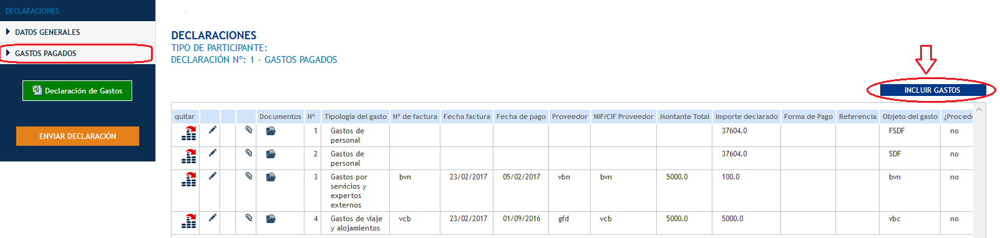 DECLARACIONES
DATOS GENERALES
GASTOS PAGADOS
Declaración de Gastos
ENVIAR DECLARACIÓN
DECLARACIONES
TIPO DE PARTICIPANTE:
DECLARACIÓN Nº: 1 - GASTOS PAGADOS
INCLUIR GASTOS
quitar Documentos Nº Tipología del gasto Nº de factura Fecha factura Fecha de pago Proveedor NIF/CIF Proveedor Montante Total Importe declarado Forma de Pago Referencia Objeto del gasto ¿Procede
1 Gastos de 37604.0 FSDF no
personal
2 Gastos de 37604.0 SDF no
personal
3 Gastos por bvn 23/02/2017 05/02/2017 vbn bvn 5000.0 100.0 bvn no
servicios y
expertos
externos
4 Gastos de viaje vcb 23/02/2017 01/09/2016 gfd vcb 5000.0 5000.0 vbc no
y alojamientos